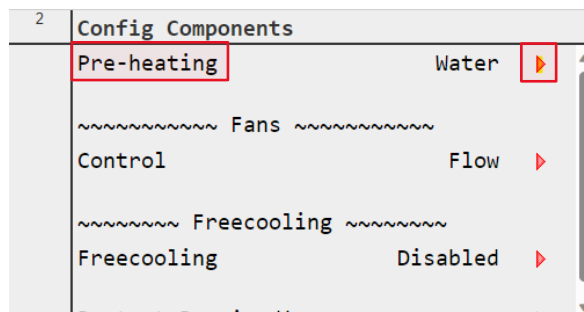 2
Config Components
Pre-heating Water
~~~~~~~~~~~ Fans ~~~~~~~~~~~
Control Flow
~~~~~~~~ Freecooling ~~~~~~~~
Freecooling Disabled